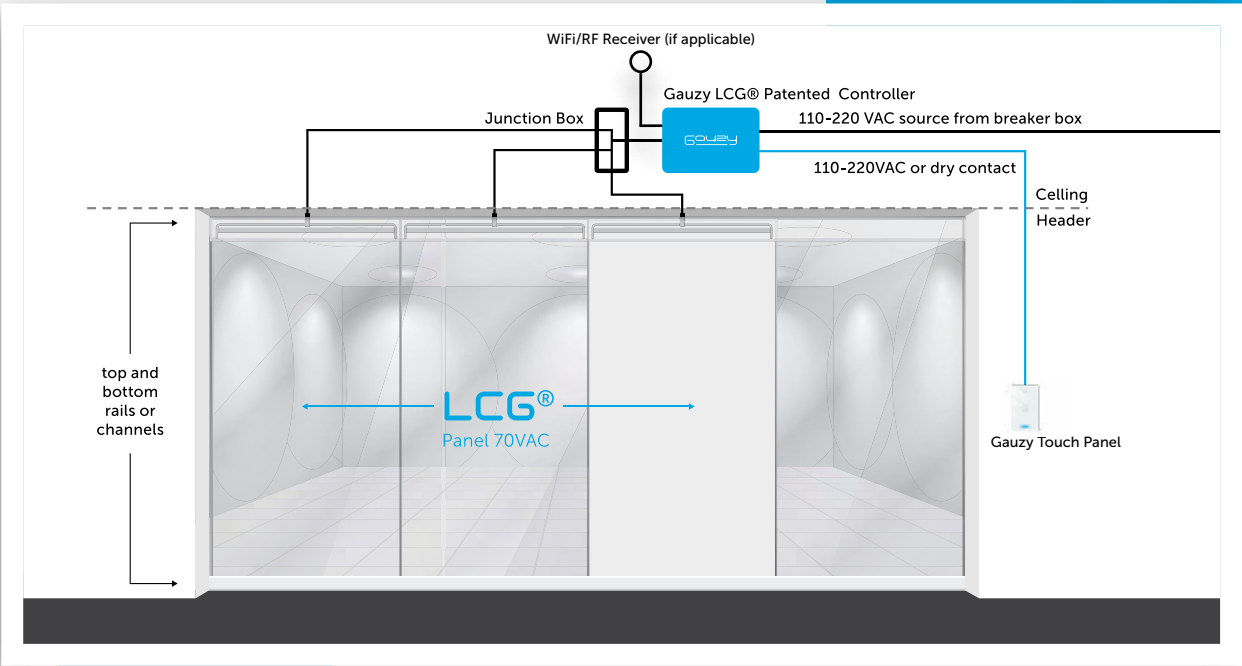 WiFi/RF Receiver (if applicable)
Gauzy LCG® Patented Controller
Junction Box
110-220 VAC source from breaker box
Gauzy
110-220VAC or dry contact
Celling
Header
top and
bottom
rails or
channels
LCG®
Panel 70VAC
Gauzy Touch Panel